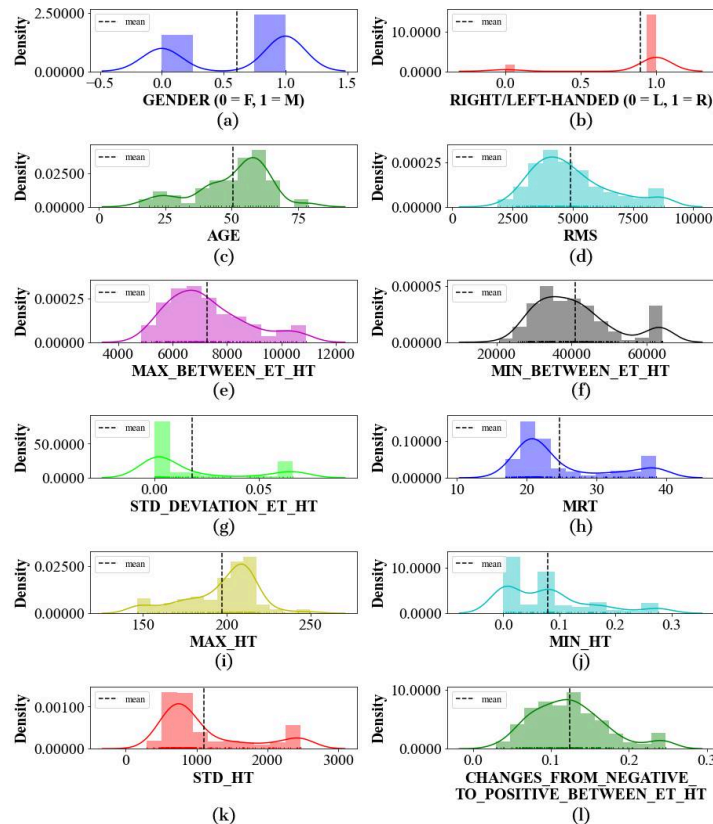 2.50000
0.00000
Density
mean
−0.5 0.0 0.5 1.0 1.5
GENDER (0 = F, 1 = M)
(a)
10.0000
0.0000
Density
mean
0.0 0.5 1.0
RIGHT/LEFT-HANDED (0 = L, 1 = R)
(b)
0.02500
0.00000
Density
mean
0 25 50 75
AGE
(c)
0.00025
0.00000
Density
mean
0 2500 5000 7500 10000
RMS
(d)
0.00025
0.00000
Density
mean
4000 6000 8000 10000 12000
MAX_BETWEEN_ET_HT
(e)
0.00005
0.00000
Density
mean
20000 40000 60000
MIN_BETWEEN_ET_HT
(f)
50.0000
0.0000
Density
mean
0.00 0.05
STD_DEVIATION_ET_HT
(g)
0.10000
0.00000
Density
mean
10 20 30 40
MRT
(h)
0.02500
0.00000
Density
mean
150 200 250
MAX_HT
(i)
10.0000
0.0000
Density
mean
0.0 0.1 0.2 0.3
MIN_HT
(j)
0.00100
0.00000
Density
mean
0 1000 2000 3000
STD_HT
(k)
10.0000
0.0000
Density
mean
0.0 0.1 0.2 0.3
CHANGES_FROM_NEGATIVE_
TO_POSITIVE_BETWEEN_ET_HT
(l)